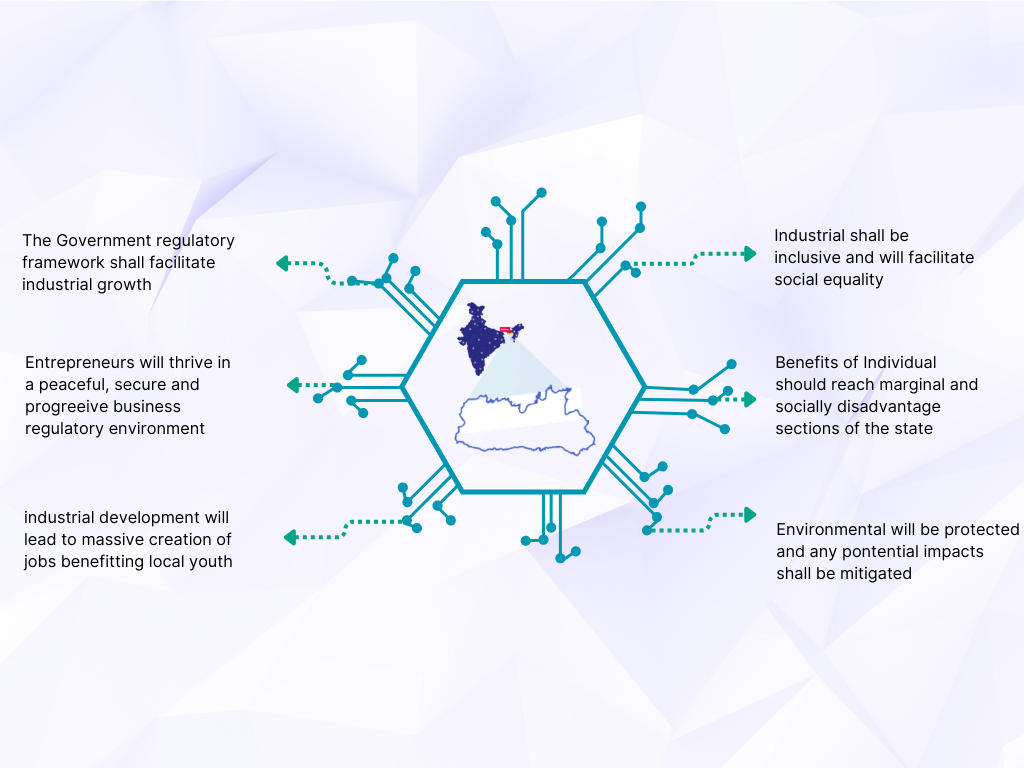 The Government regulatory
framework shall facilitate
industrial growth
Entrepreneurs will thrive in
a peaceful, secure and
progreeive business
regulatory environment
industrial development will
lead to massive creation of
jobs benefitting local youth
Industrial shall be
inclusive and will facilitate
social equality
Benefits of Individual
should reach marginal and
socially disadvantage
sections of the state
Environmental will be protected
and any pontential impacts
shall be mitigated